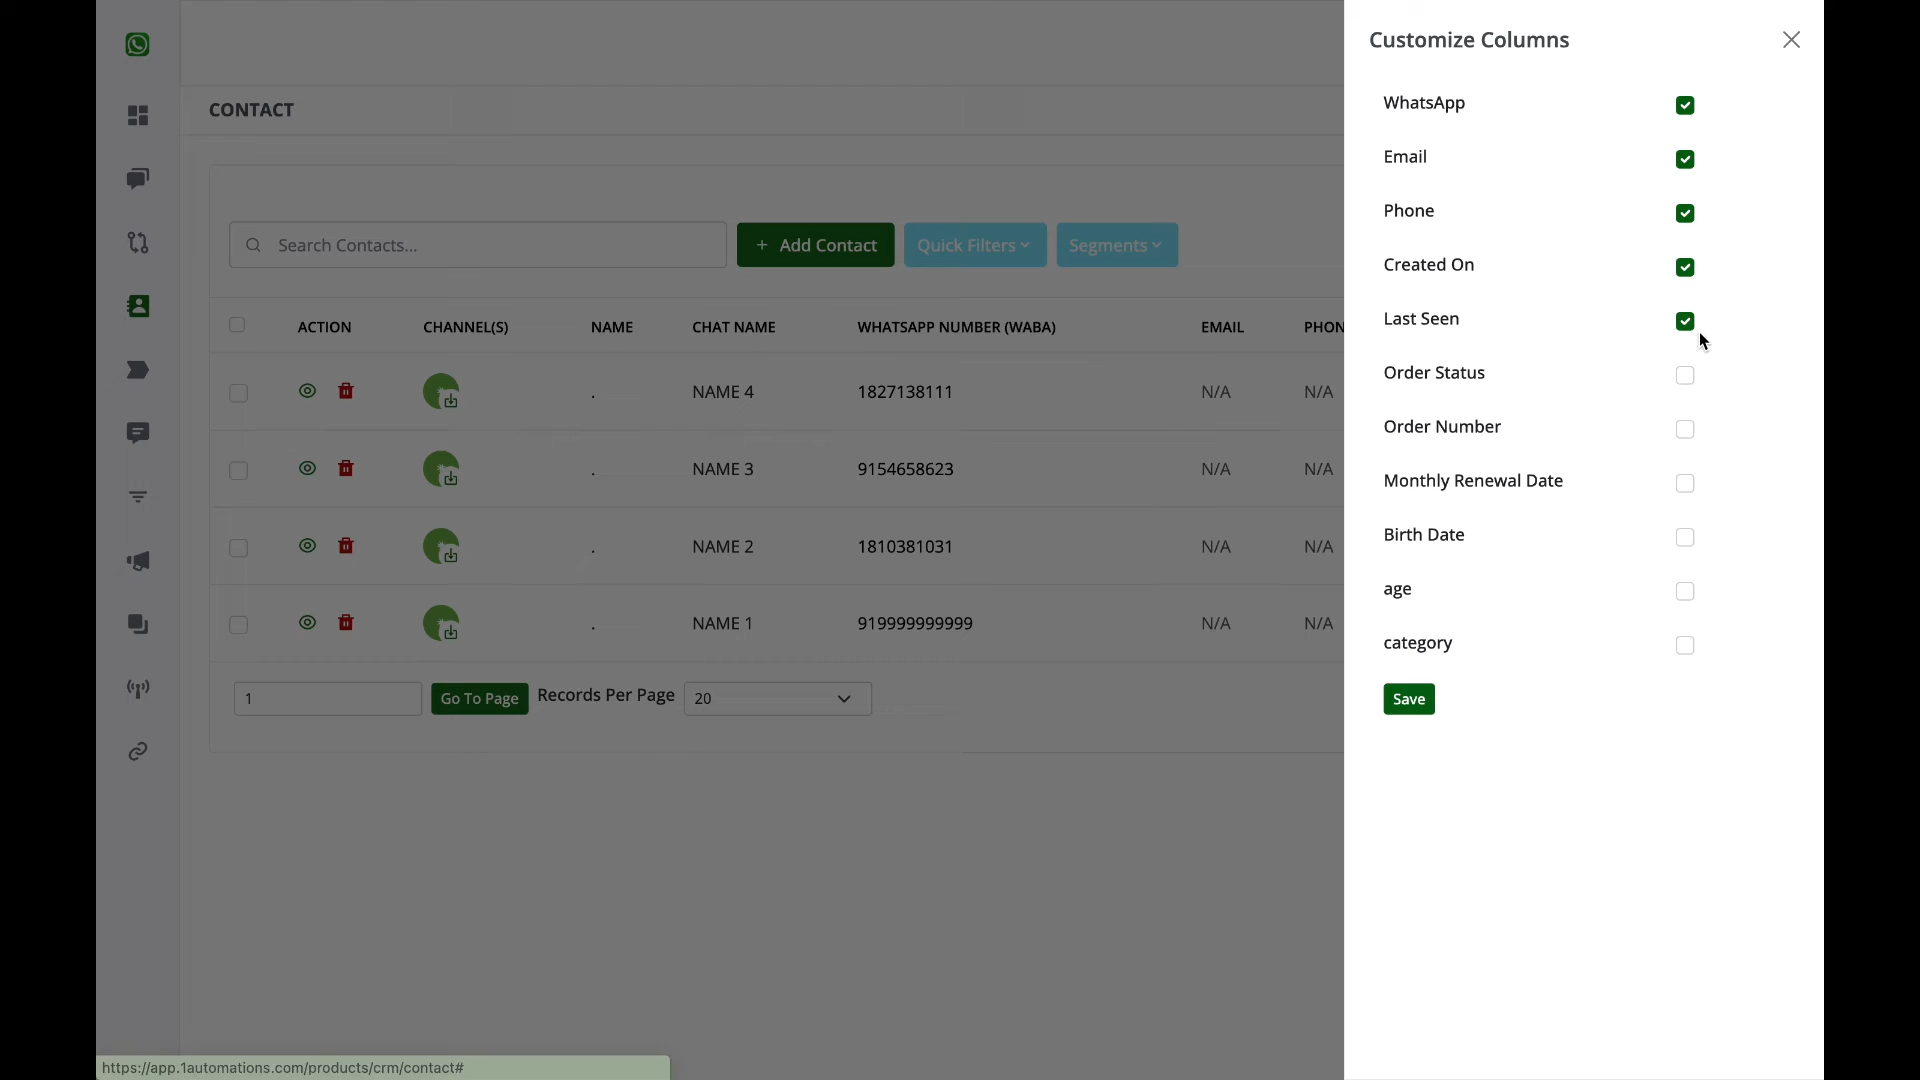 Customize Columns
CONTACT
WhatsApp
Email
Phone
Created On
Last Seen
Order Status
Order Number
Monthly Renewal Date
Birth Date
age
category
Save
Search Contacts...
+ Add Contact
Quick Filters
Segments
ACTION CHANNEL(S) NAME CHAT NAME WHATSAPP NUMBER (WABA) EMAIL PHON
. NAME 4 1827138111 N/A N/A
. NAME 3 9154658623 N/A N/A
. NAME 2 1810381031 N/A N/A
. NAME 1 919999999999 N/A N/A
1 Go To Page Records Per Page 20
https://app.1automations.com/products/crm/contact#